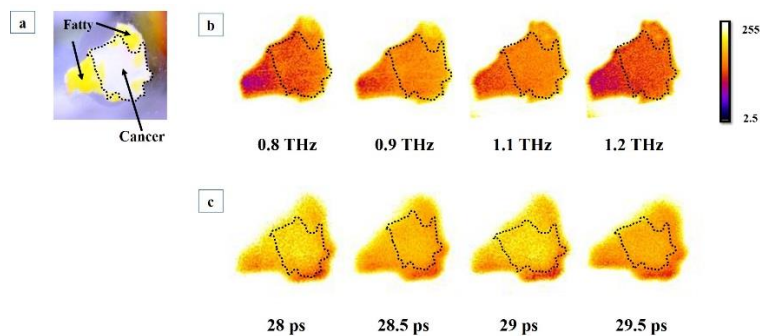 a
Fatty
Cancer
b
0.8 THz
0.9 THz
1.1 THz
1.2 THz
255
2.5
c
28 ps
28.5 ps
29 ps
29.5 ps